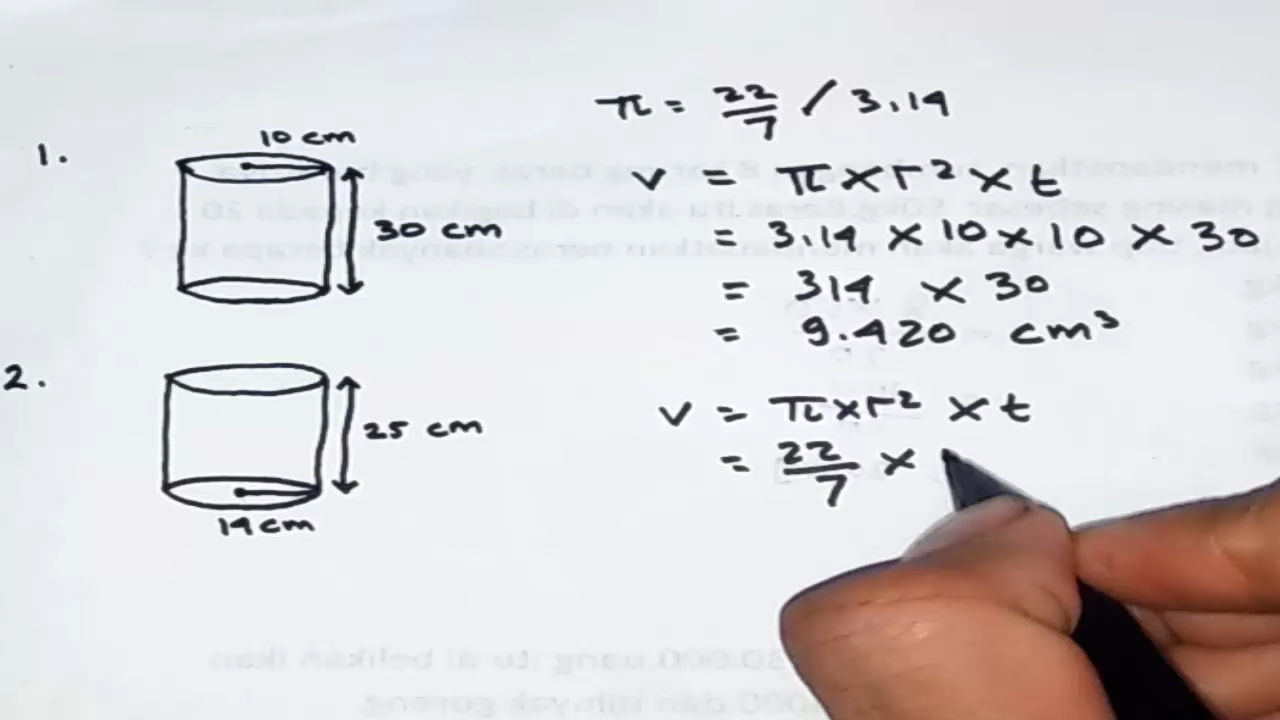 π = 22/7 / 3.14
1.
10 cm
30 cm
V = π × r² × t
= 3.14 × 10 × 10 × 30
= 314 × 30
= 9.420 cm³
2.
25 cm
14 cm
V = π × r² × t
= 22/7 ×